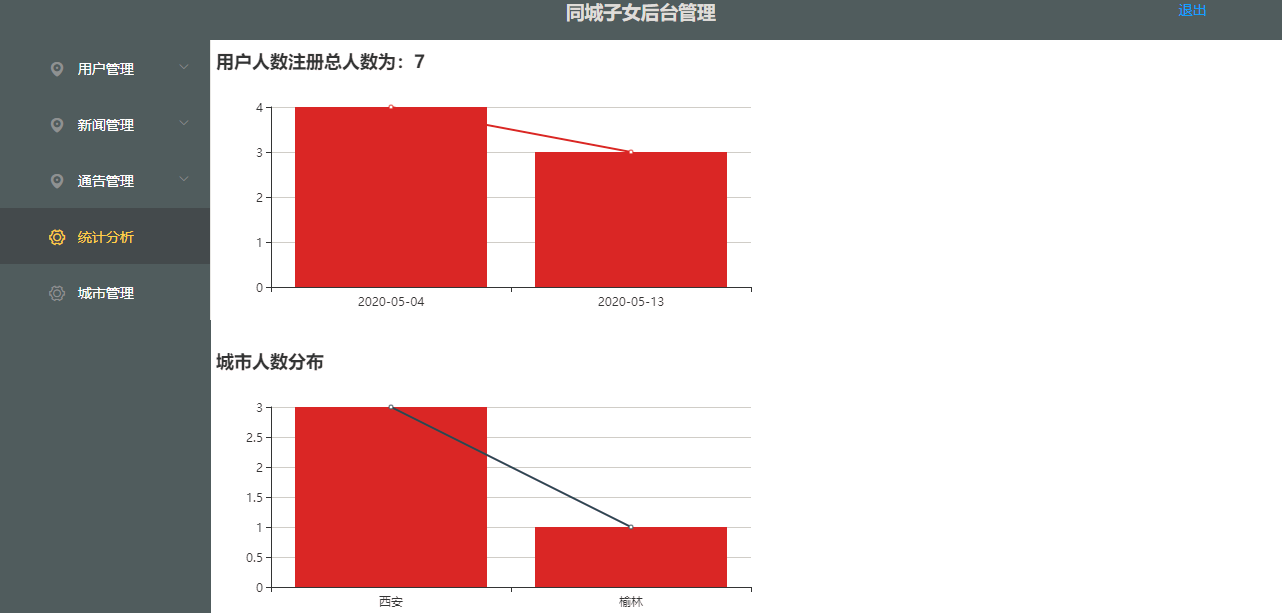 同城子女后台管理
退出
用户管理
新闻管理
通告管理
统计分析
城市管理
用户人数注册总人数为：7
4
3
2
1
0
2020-05-04
2020-05-13
城市人数分布
3
2.5
2
1.5
1
0.5
0
西安
榆林